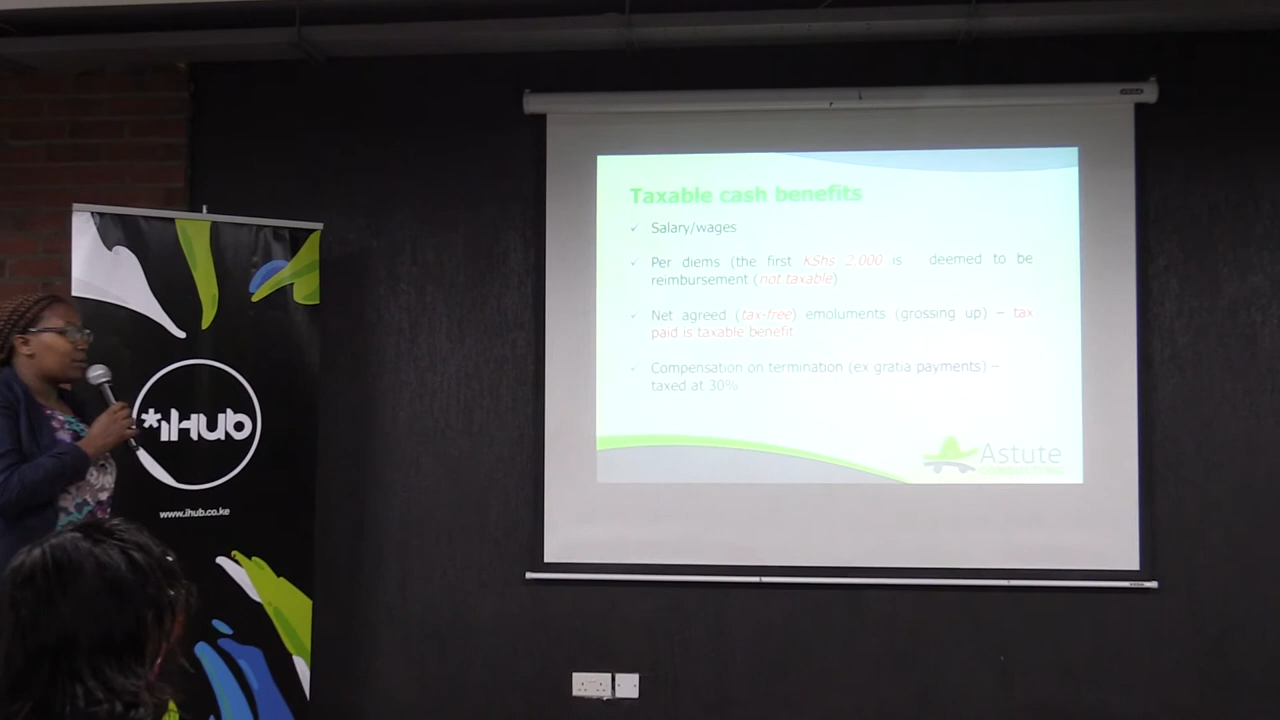 Taxable cash benefits
✓ Salary/wages
✓ Per diems (the first KShs 2,000 is deemed to be
reimbursement (not taxable)
✓ Net agreed (tax-free) emoluments (grossing up) – tax
paid is taxable benefit
✓ Compensation on termination (ex gratia payments) –
taxed at 30%
Astute
*iHub
www.ihub.co.ke